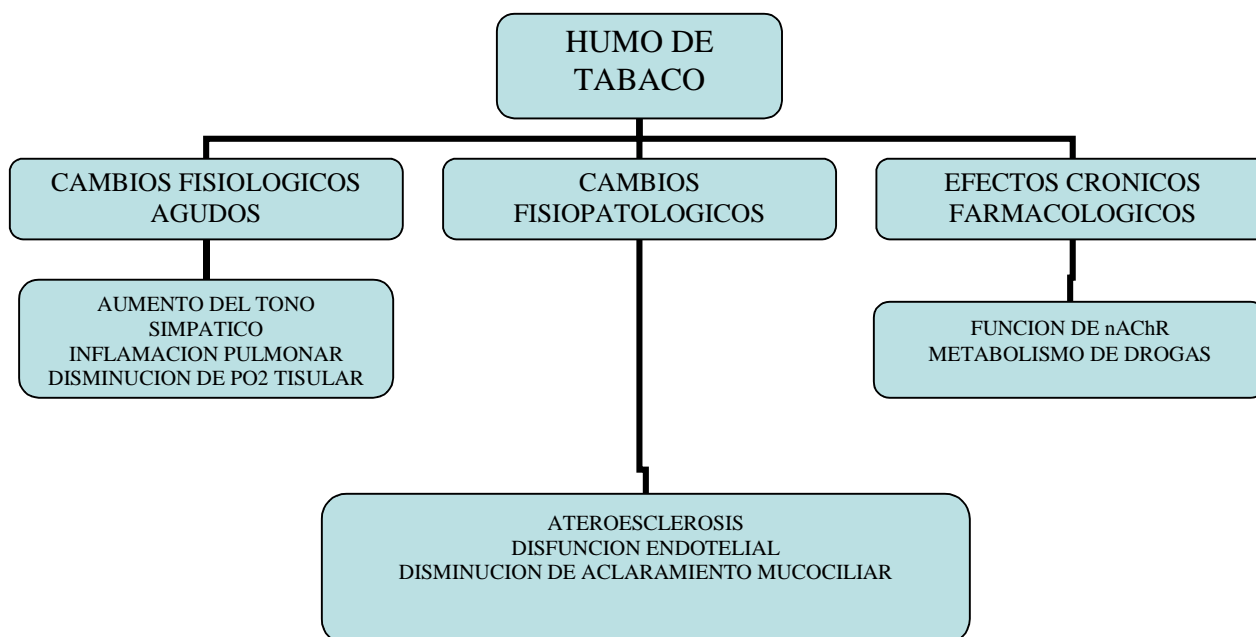 HUMO DE
TABACO
CAMBIOS FISIOLOGICOS
AGUDOS
CAMBIOS
FISIOPATOLOGICOS
EFECTOS CRONICOS
FARMACOLOGICOS
AUMENTO DEL TONO
SIMPATICO
INFLAMACION PULMONAR
DISMINUCION DE PO2 TISULAR
FUNCION DE nAChR
METABOLISMO DE DROGAS
ATEROESCLEROSIS
DISFUNCION ENDOTELIAL
DISMINUCION DE ACLARAMIENTO MUCOCILIAR